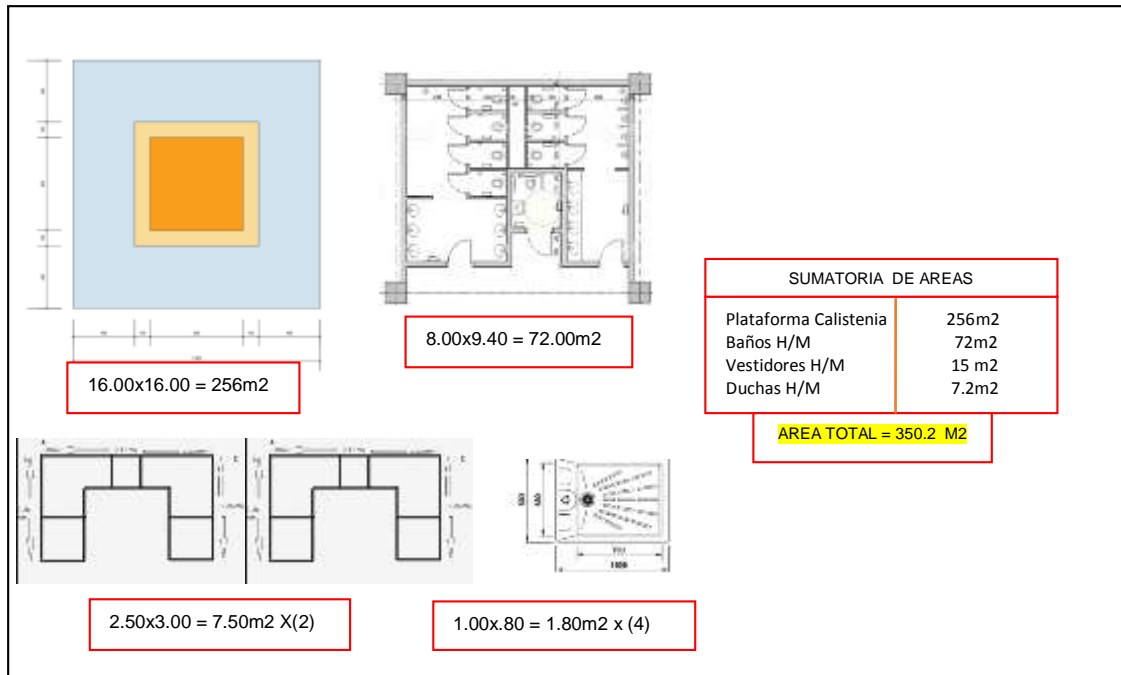 16.00x16.00 = 256m2
8.00x9.40 = 72.00m2
SUMATORIA DE AREAS
Plataforma Calistenia 256m2
Baños H/M 72m2
Vestidores H/M 15 m2
Duchas H/M 7.2m2
AREA TOTAL = 350.2 M2
2.50x3.00 = 7.50m2 X(2)
1.00x.80 = 1.80m2 x (4)